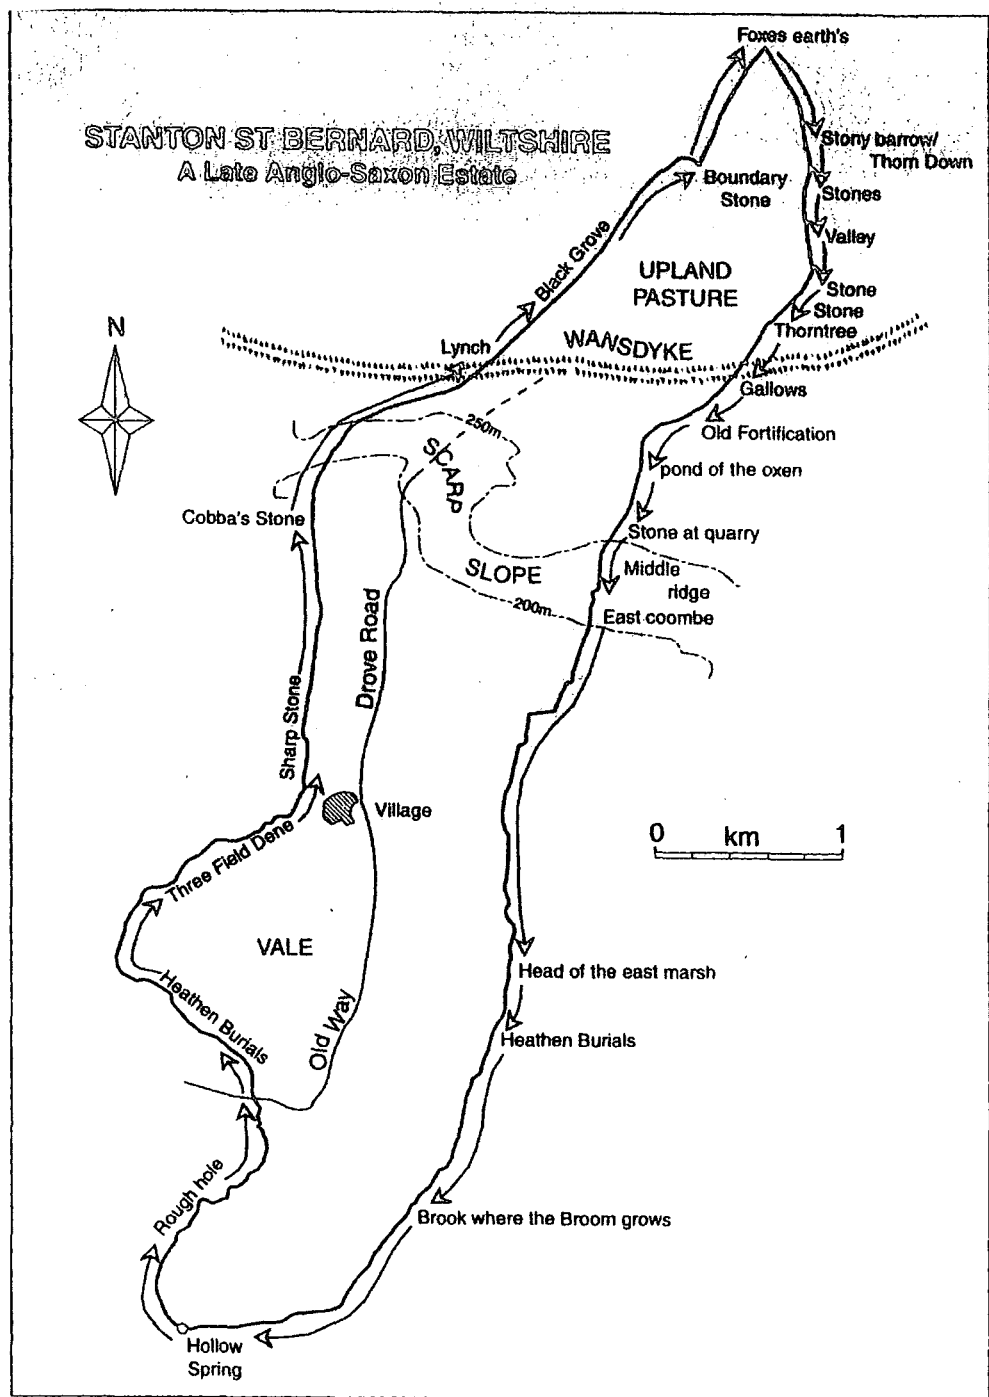 Foxes earth's
STANTON ST BERNARD, WILTSHIRE
A Late Anglo-Saxon Estate
Stony barrow/
Thorn Down
Boundary
Stone
Stones
Valley
Black Grove
UPLAND
PASTURE
Stone
Stone
Thorntree
N
Lynch
WANSDYKE
Gallows
250m
Old Fortification
SCARP
pond of the oxen
Cobba's Stone
Stone at quarry
SLOPE
Middle
ridge
200m
East coombe
Drove Road
Sharp Stone
Village
0 km 1
Three Field Dene
VALE
Head of the east marsh
Heathen Burials
Old Way
Heathen Burials
Rough hole
Brook where the Broom grows
Hollow
Spring